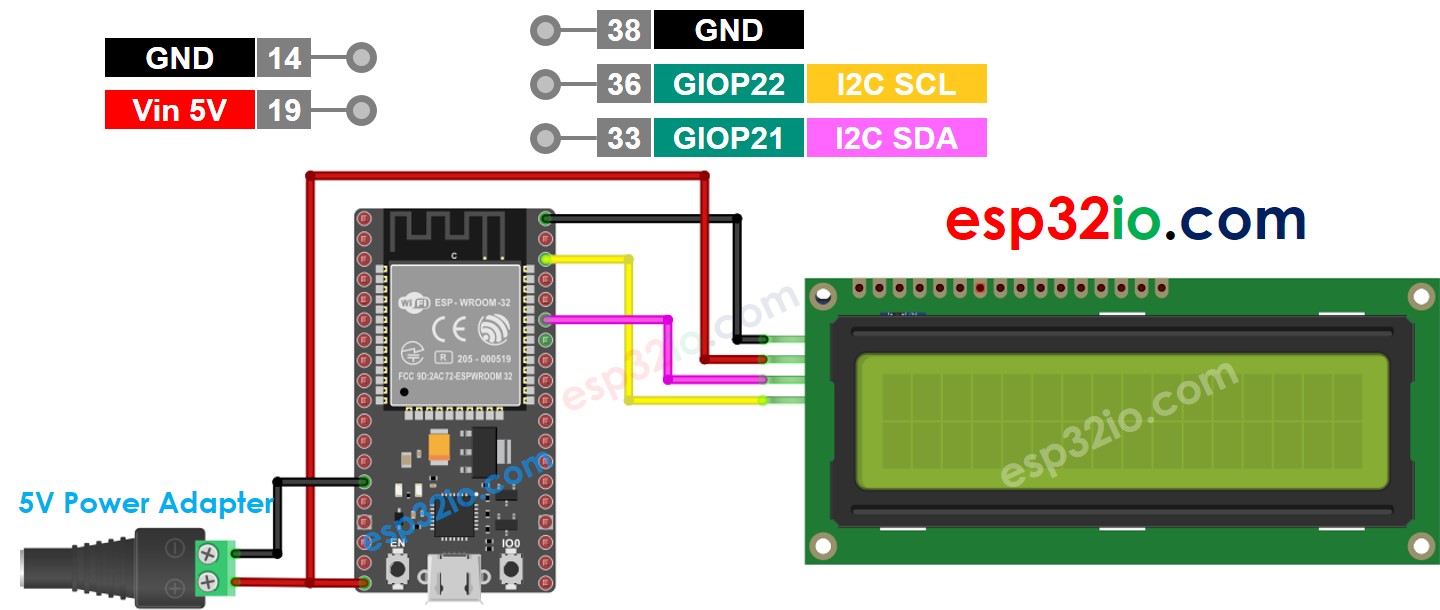 GND 14
Vin 5V 19
38 GND
36 GIOP22 I2C SCL
33 GIOP21 I2C SDA
esp32io.com
C
WiFi ESP - WROOM-32
CE
R 205 - 000519
FCC 9D:2AC72-ESPWROOM 32
esp32io.com
esp32io.com
esp32io.com
5V Power Adapter
EN IO0